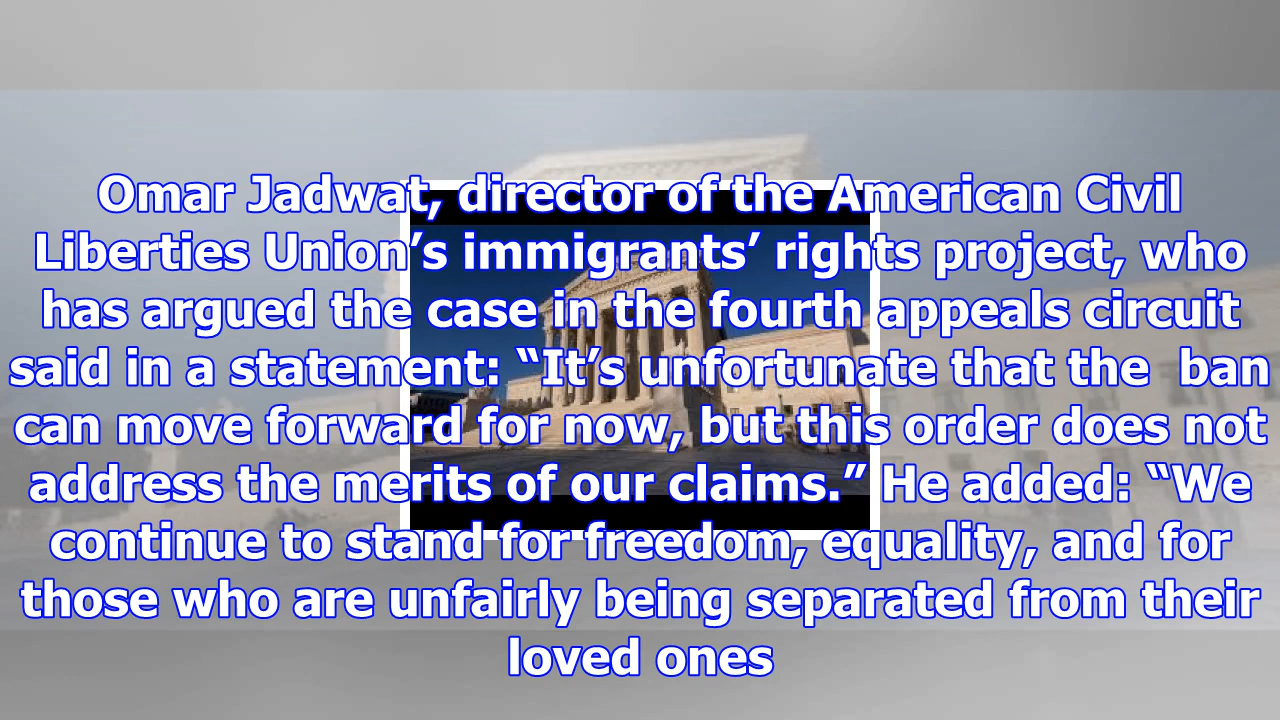 Omar Jadwat, director of the American Civil
Liberties Union’s immigrants’ rights project, who
has argued the case in the fourth appeals circuit
said in a statement: “It’s unfortunate that the  ban
can move forward for now, but this order does not
address the merits of our claims.” He added: “We
continue to stand for freedom, equality, and for
those who are unfairly being separated from their
loved ones